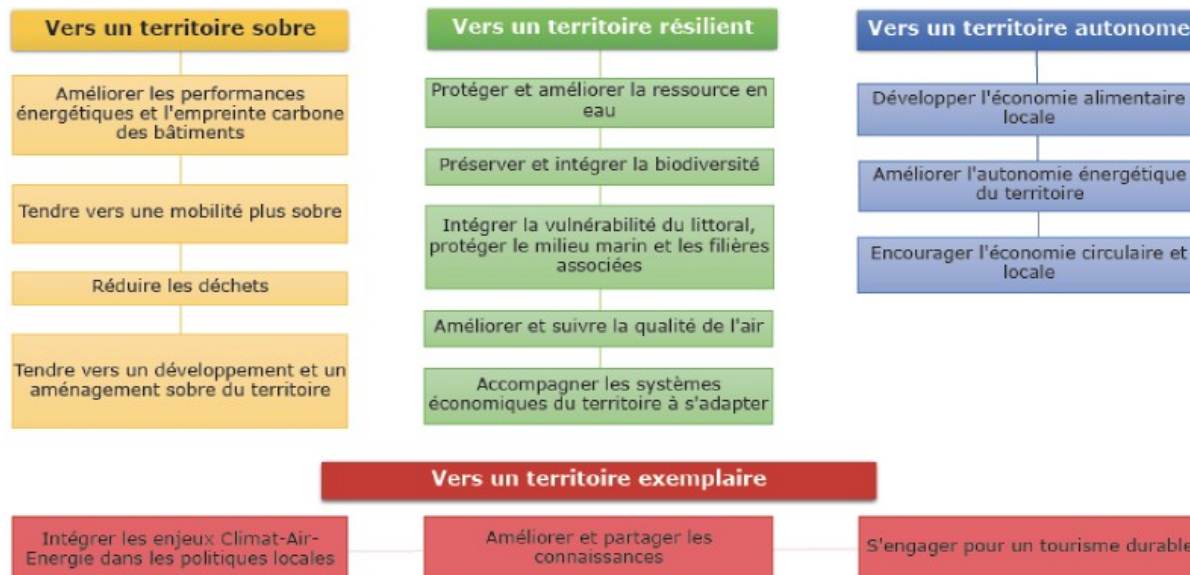 Vers un territoire sobre
Améliorer les performances
énergétiques et l'empreinte carbone
des bâtiments
Tendre vers une mobilité plus sobre
Réduire les déchets
Tendre vers un développement et un
aménagement sobre du territoire
Vers un territoire résilient
Protéger et améliorer la ressource en
eau
Préserver et intégrer la biodiversité
Intégrer la vulnérabilité du littoral,
protéger le milieu marin et les filières
associées
Améliorer et suivre la qualité de l'air
Accompagner les systèmes
économiques du territoire à s'adapter
Vers un territoire autonome
Développer l'économie alimentaire
locale
Améliorer l'autonomie énergétique
du territoire
Encourager l'économie circulaire et
locale
Vers un territoire exemplaire
Intégrer les enjeux Climat-Air-
Energie dans les politiques locales
Améliorer et partager les
connaissances
S'engager pour un tourisme durable